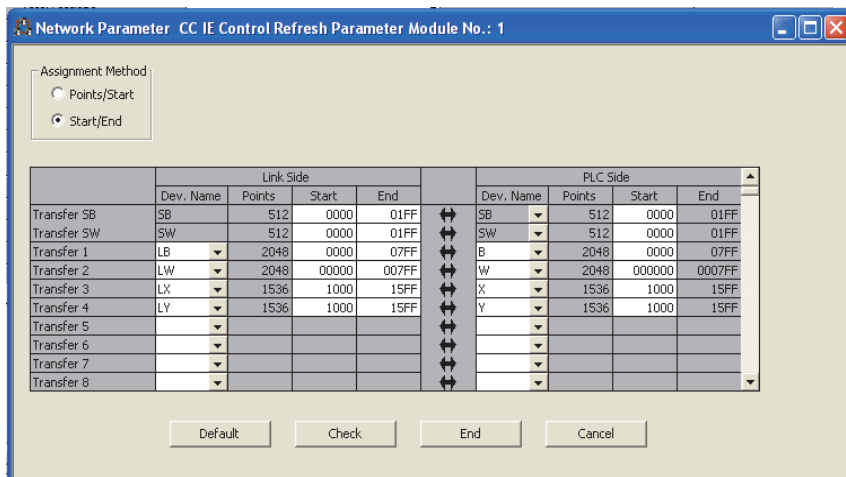 Network Parameter CC IE Control Refresh Parameter Module No.: 1
Assignment Method
Points/Start
Start/End
Link Side PLC Side
Dev. Name Points Start End Dev. Name Points Start End
Transfer SB SB 512 0000 01FF SB 512 0000 01FF
Transfer SW SW 512 0000 01FF SW 512 0000 01FF
Transfer 1 LB 2048 0000 07FF B 2048 0000 07FF
Transfer 2 LW 2048 00000 007FF W 2048 000000 0007FF
Transfer 3 LX 1536 1000 15FF X 1536 1000 15FF
Transfer 4 LY 1536 1000 15FF Y 1536 1000 15FF
Transfer 5
Transfer 6
Transfer 7
Transfer 8
Default Check End Cancel